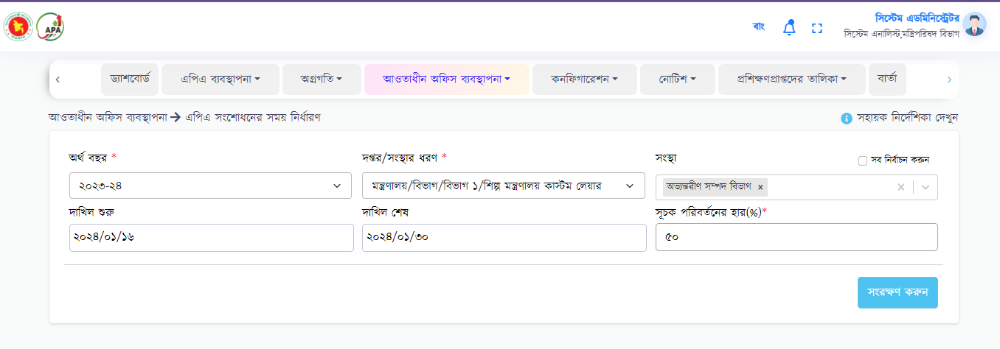 APA
বাং
সিস্টেম এডমিনিস্ট্রেটর
সিস্টেম এনালিস্ট,মন্ত্রিপরিষদ বিভাগ
ড্যাশবোর্ড এপিএ ব্যবস্থাপনা অগ্রগতি আওতাধীন অফিস ব্যবস্থাপনা কনফিগারেশন নোটিশ প্রশিক্ষণপ্রাপ্তদের তালিকা বার্তা
আওতাধীন অফিস ব্যবস্থাপনা → এপিএ সংশোধনের সময় নির্ধারণ সহায়ক নির্দেশিকা দেখুন
অর্থ বছর * দপ্তর/সংস্থার ধরণ * সংস্থা সব নির্বাচন করুন
২০২৩-২৪ মন্ত্রণালয়/বিভাগ/বিভাগ ১/শিল্প মন্ত্রণালয় কাস্টম লেয়ার অভ্যন্তরীণ সম্পদ বিভাগ ×
দাখিল শুরু দাখিল শেষ সূচক পরিবর্তনের হার(%)*
২০২৪/০১/১৬ ২০২৪/০১/৩০ ৫০
সংরক্ষণ করুন